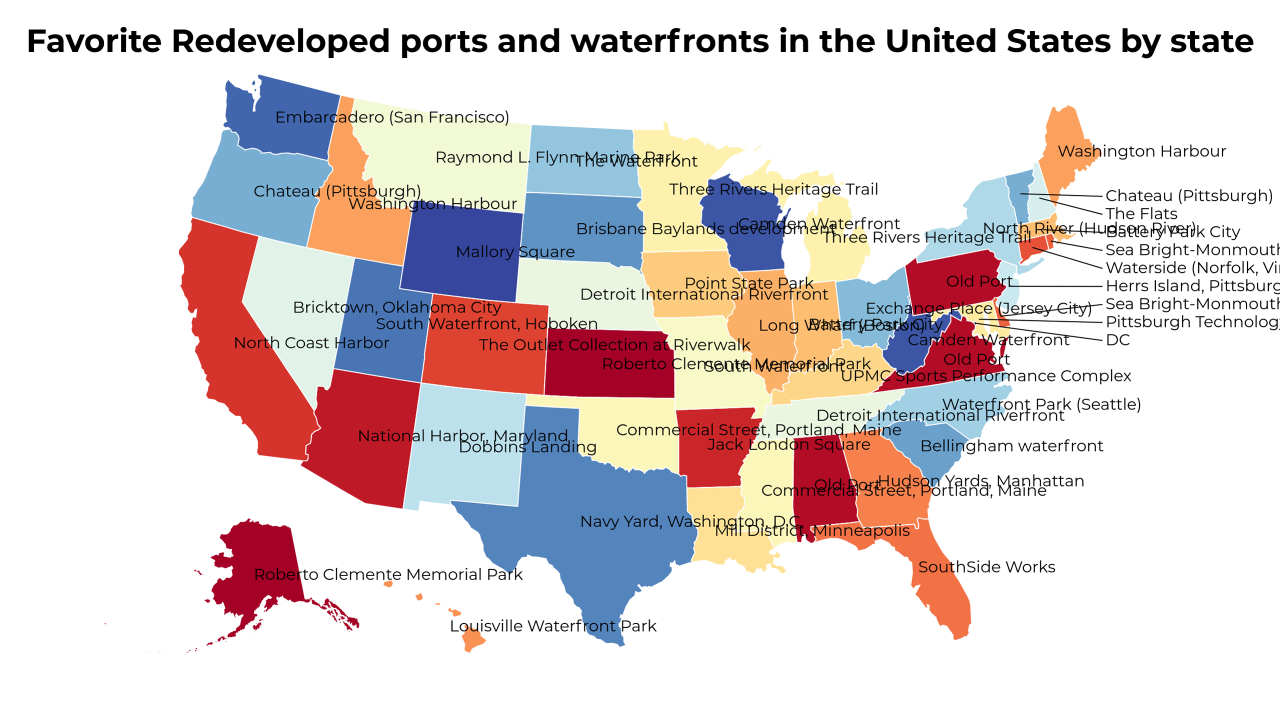 Favorite Redeveloped ports and waterfronts in the United States by state
Embarcadero (San Francisco)
Washington Harbour
Raymond L. Flynn Marine Park
The Waterfront
Three Rivers Heritage Trail
Chateau (Pittsburgh)
Chateau (Pittsburgh)
Washington Harbour
The Flats
Camden Waterfront
Brisbane Baylands development
North River (Hudson River)
Battery Park City
Three Rivers Heritage Trail
Mallory Square
Sea Bright-Monmouth
Waterside (Norfolk, Vir
Point State Park
Old Port
Herrs Island, Pittsburg
Detroit International Riverfront
Bricktown, Oklahoma City
Exchange Place (Jersey City)
Sea Bright-Monmouth
South Waterfront, Hoboken
Long Wharf (Boston)
Battery Park City
Pittsburgh Technology
North Coast Harbor
The Outlet Collection at Riverwalk
Camden Waterfront
DC
Old Port
Roberto Clemente Memorial Park
South Waterfront
UPMC Sports Performance Complex
Waterfront Park (Seattle)
Detroit International Riverfront
National Harbor, Maryland
Commercial Street, Portland, Maine
Dobbins Landing
Jack London Square
Bellingham waterfront
Old Port
Hudson Yards, Manhattan
Commercial Street, Portland, Maine
Navy Yard, Washington, D.C.
Mill District, Minneapolis
Roberto Clemente Memorial Park
SouthSide Works
Louisville Waterfront Park